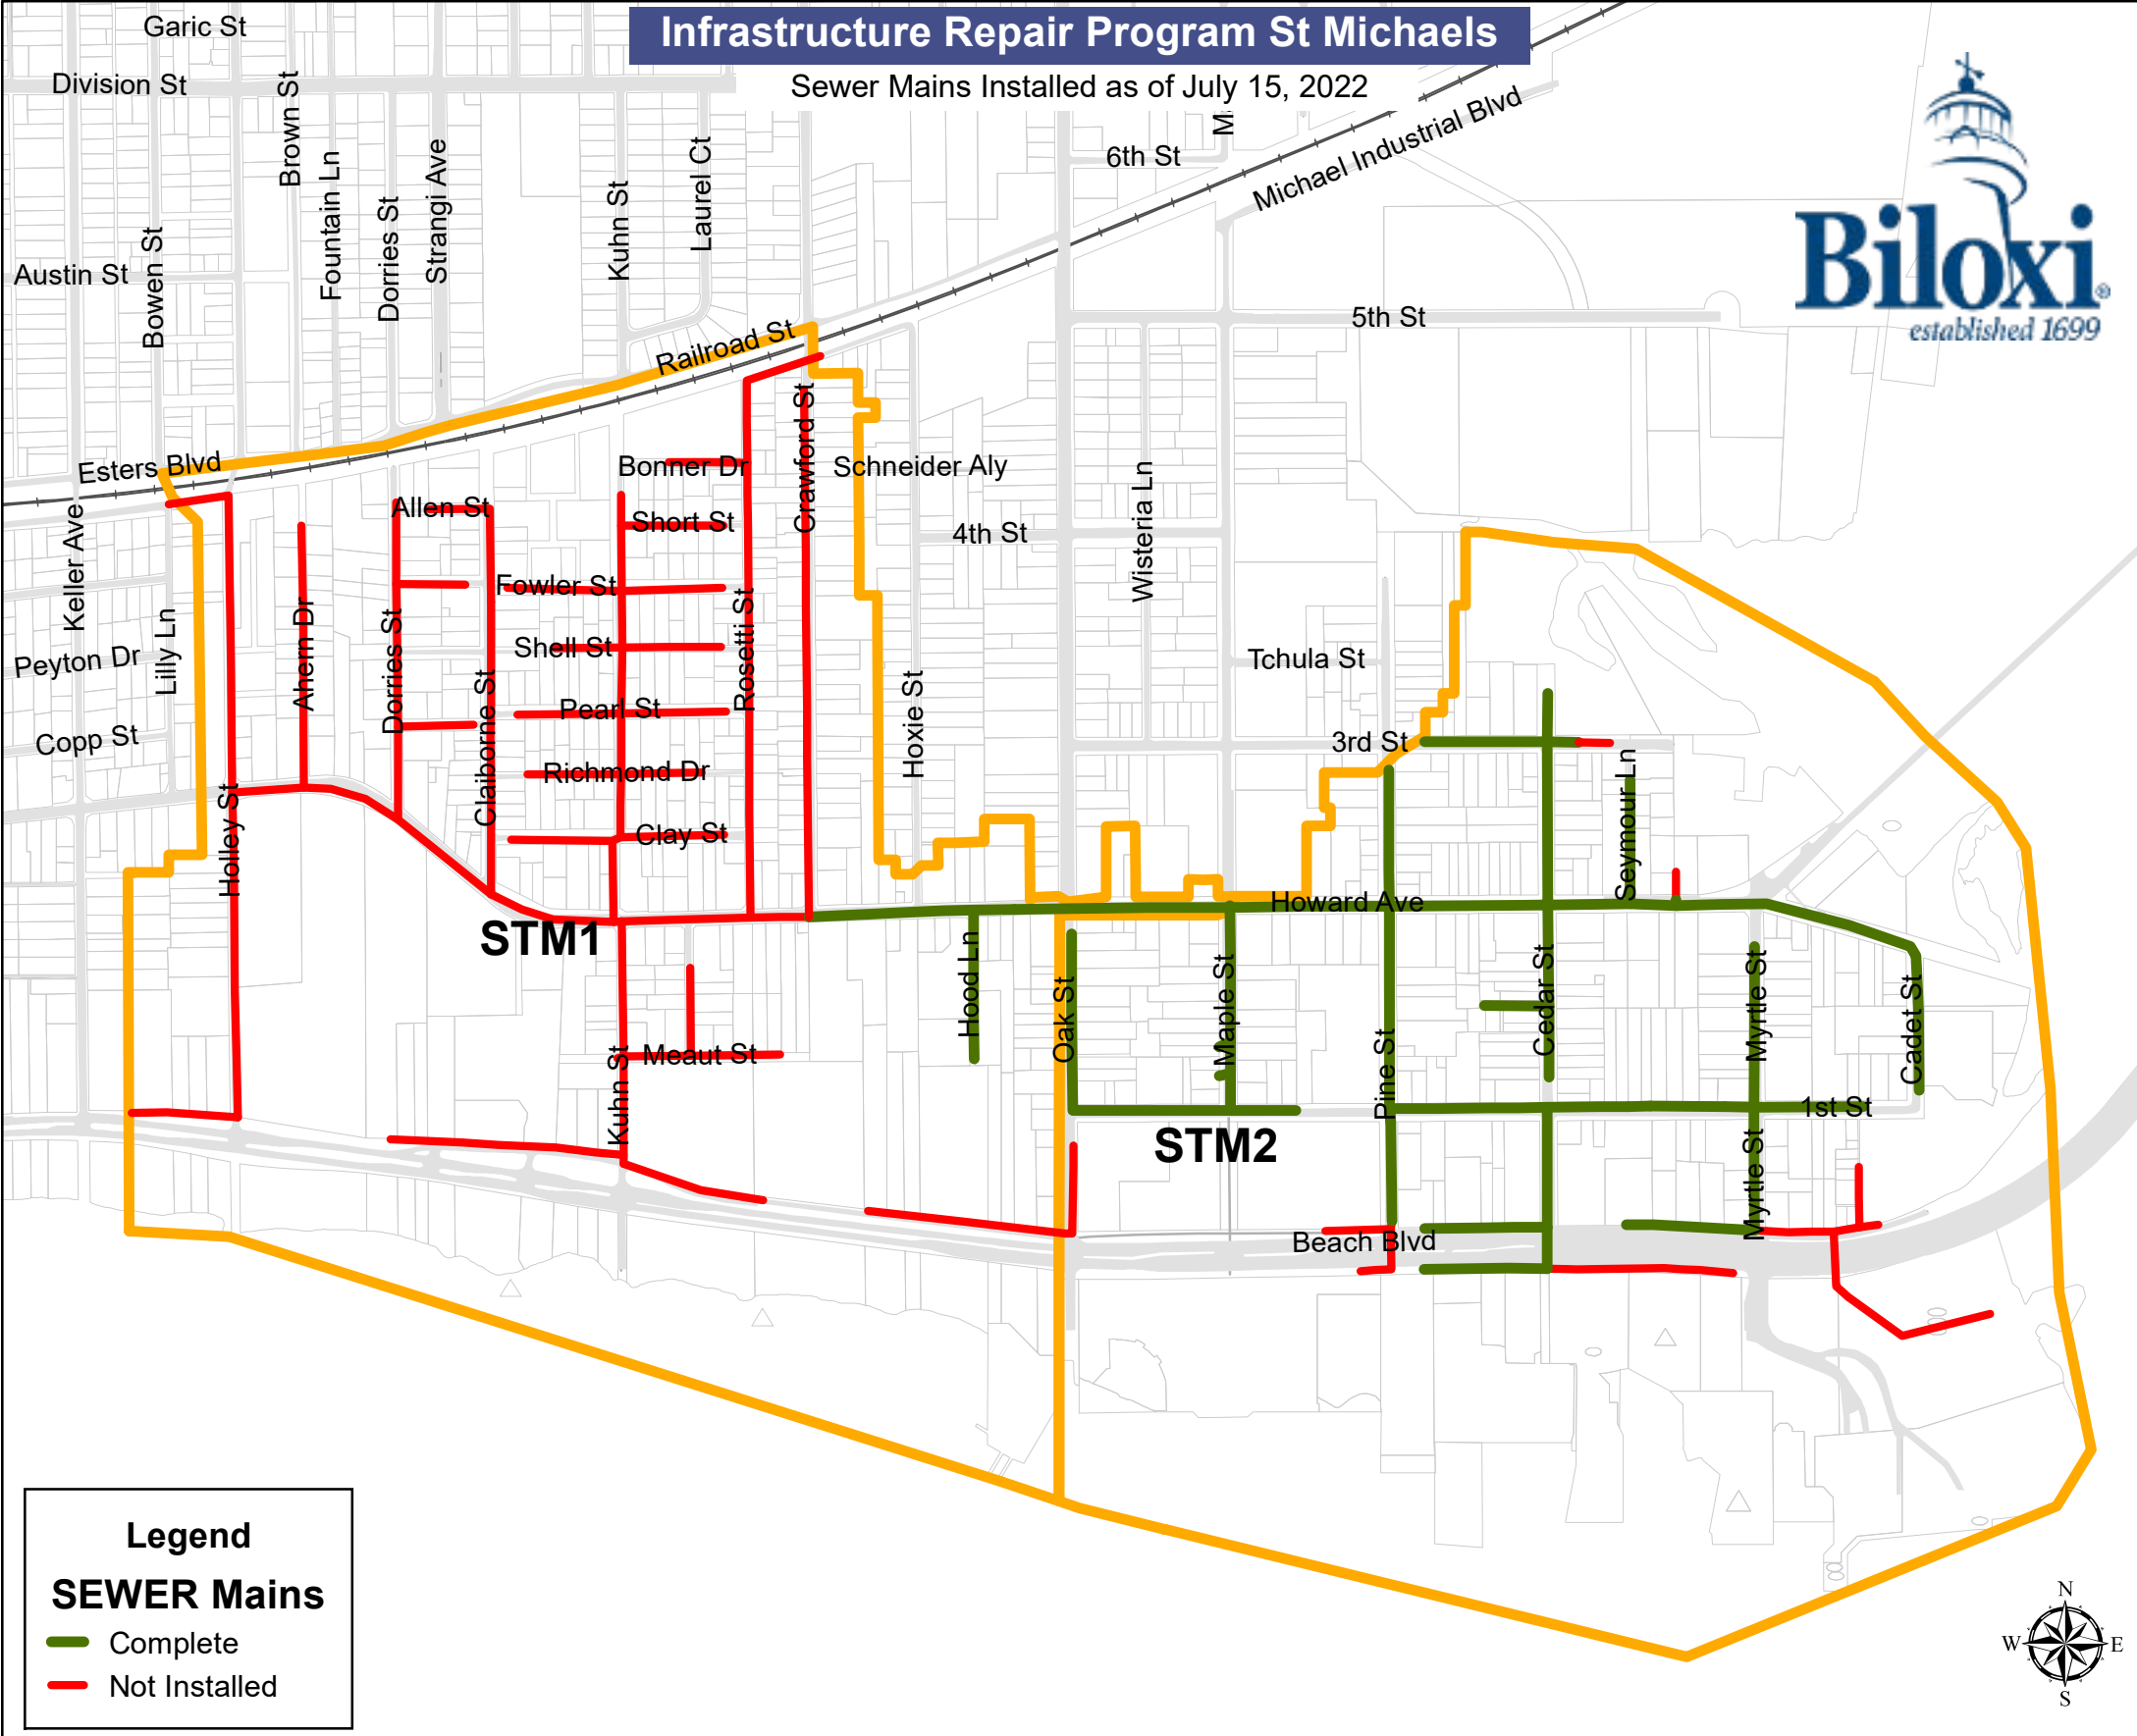 Infrastructure Repair Program St Michaels
Sewer Mains Installed as of July 15, 2022
Biloxi®
established 1699
Garic St
Division St
Brown St
Fountain Ln
Dorries St
Strangi Ave
Bowen St
Austin St
Kuhn St
Laurel Ct
6th St
Michael Industrial Blvd
5th St
Railroad St
Esters Blvd
Keller Ave
Allen St
Bonner Dr
Short St
Crawford St
Schneider Aly
4th St
Wisteria Ln
Fowler St
Shell St
Rosetti St
Lilly Ln
Ahern Dr
Dorries St
Peyton Dr
Copp St
Claiborne St
Pearl St
Richmond Dr
Clay St
Hoxie St
Tchula St
3rd St
Seymour Ln
Holley St
Howard Ave
STM1
Hood Ln
Oak St
Maple St
Pine St
Cedar St
Myrtle St
Cadet St
Meaut St
Kuhn St
1st St
STM2
Myrtle St
Beach Blvd
Legend
SEWER Mains
Complete
Not Installed
N
W
E
S